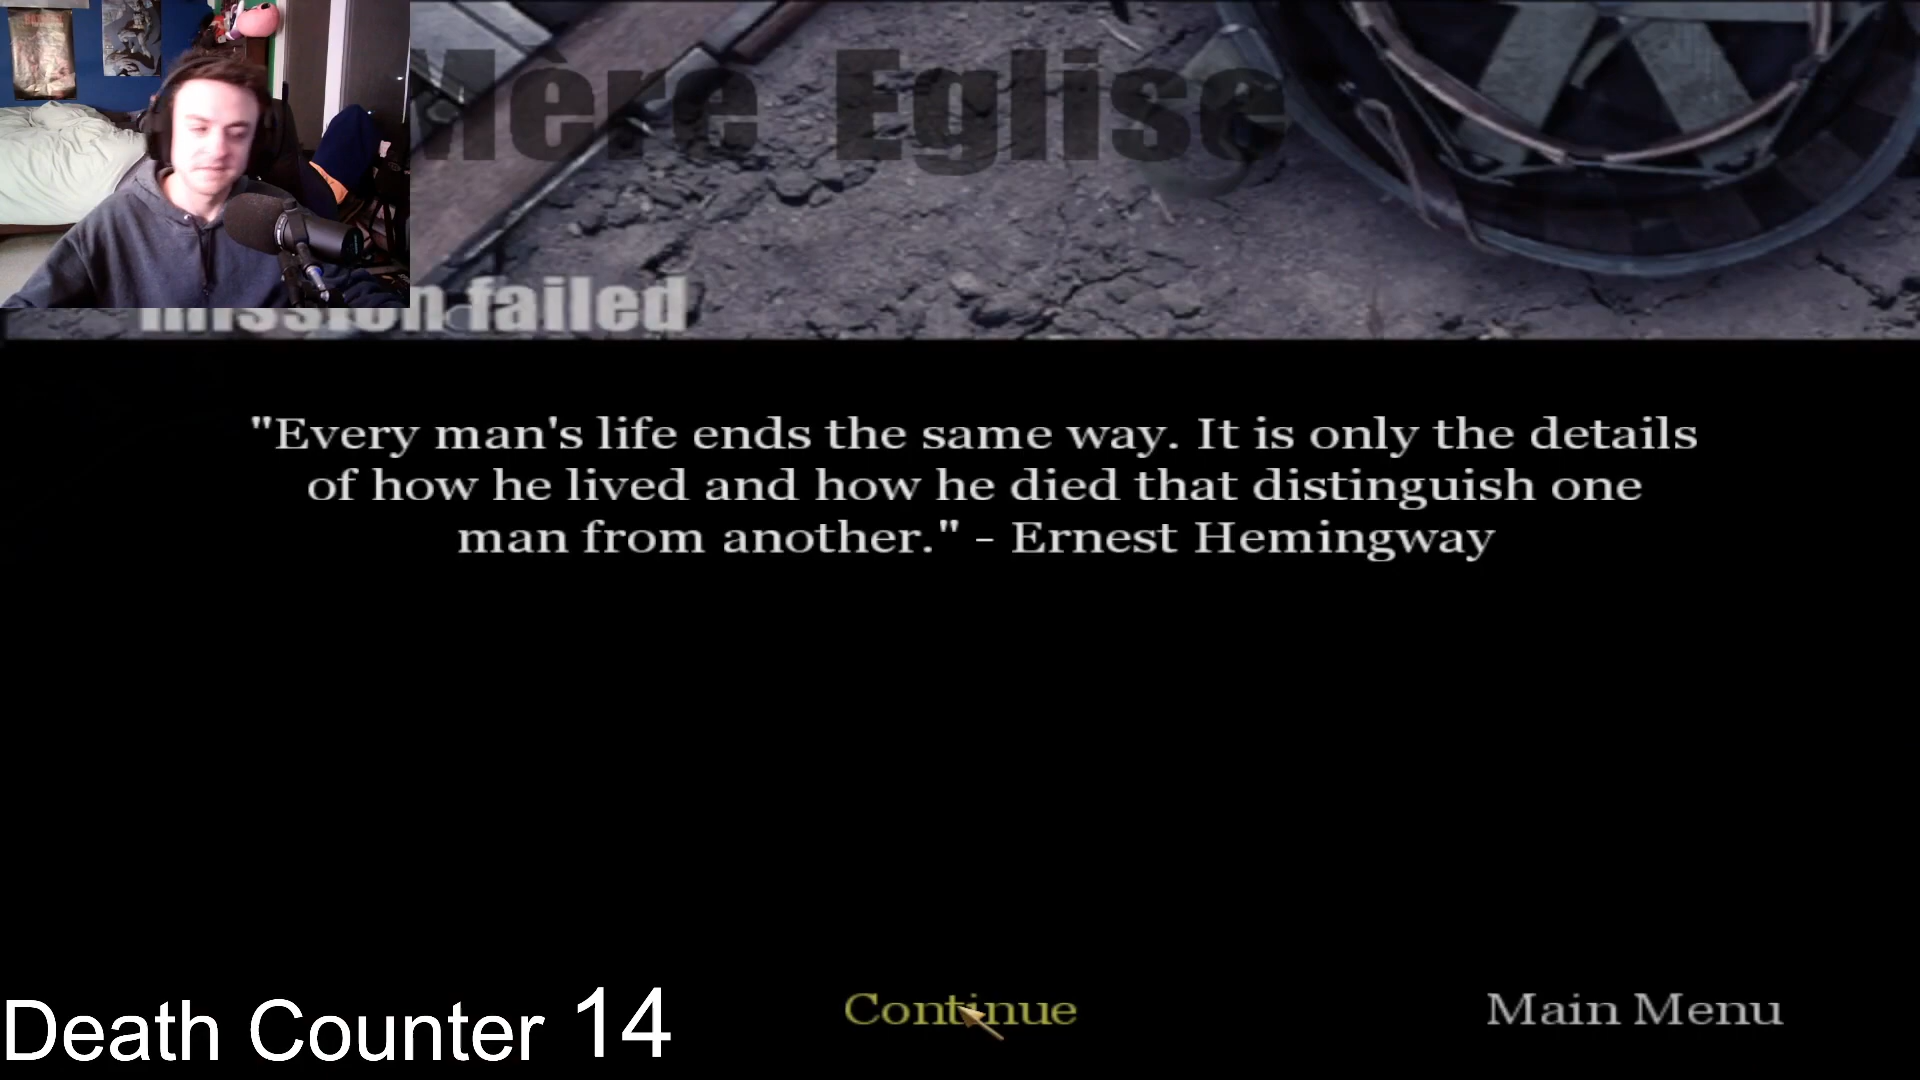 Mère Eglise
mission failed
"Every man's life ends the same way. It is only the details
of how he lived and how he died that distinguish one
man from another." - Ernest Hemingway
Death Counter 14
Continue
Main Menu